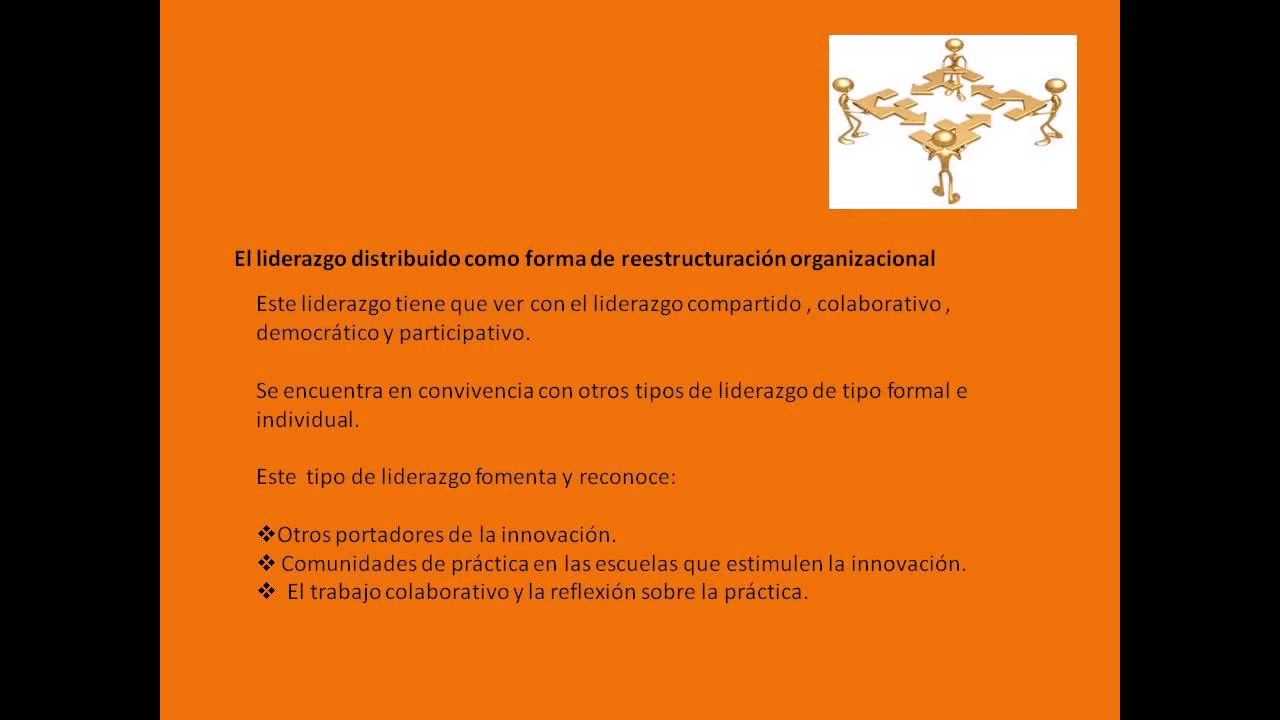 El liderazgo distribuido como forma de reestructuración organizacional
Este liderazgo tiene que ver con el liderazgo compartido , colaborativo ,
democrático y participativo.
Se encuentra en convivencia con otros tipos de liderazgo de tipo formal e
individual.
Este tipo de liderazgo fomenta y reconoce:
❖Otros portadores de la innovación.
❖ Comunidades de práctica en las escuelas que estimulen la innovación.
❖ El trabajo colaborativo y la reflexión sobre la práctica.